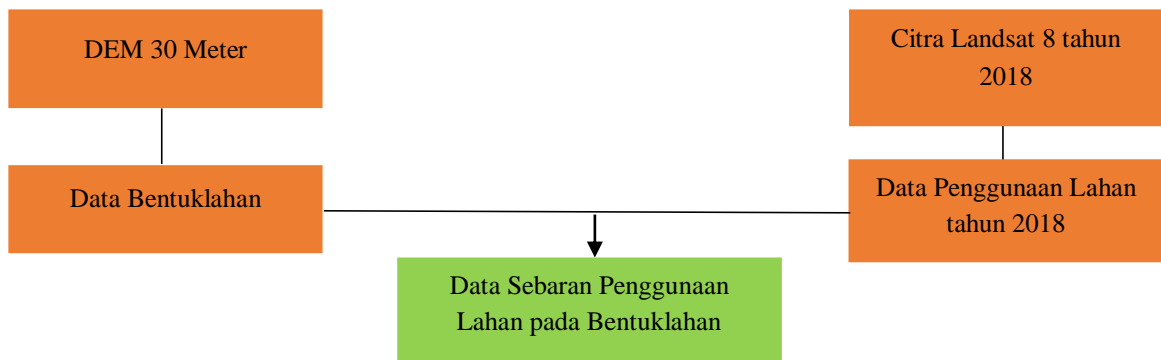 DEM 30 Meter
Citra Landsat 8 tahun
2018
Data Bentuklahan
Data Penggunaan Lahan
tahun 2018
Data Sebaran Penggunaan
Lahan pada Bentuklahan